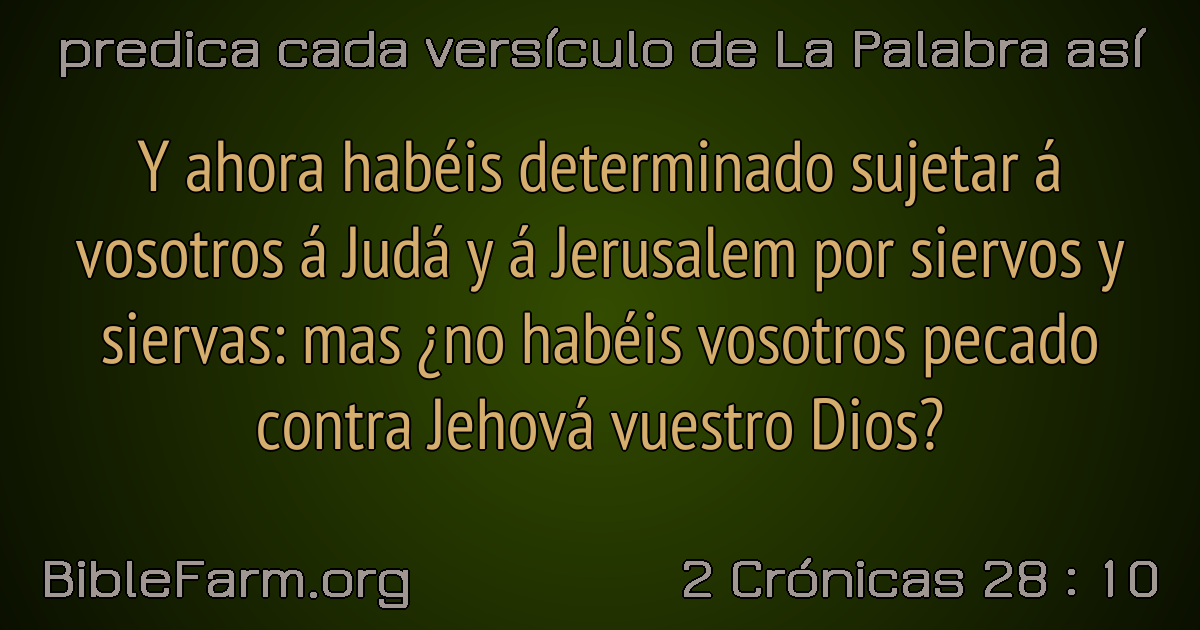 predica cada versículo de La Palabra así
Y ahora habéis determinado sujetar á
vosotros á Judá y á Jerusalem por siervos y
siervas: mas ¿no habéis vosotros pecado
contra Jehová vuestro Dios?
BibleFarm.org
2 Crónicas 28 : 10